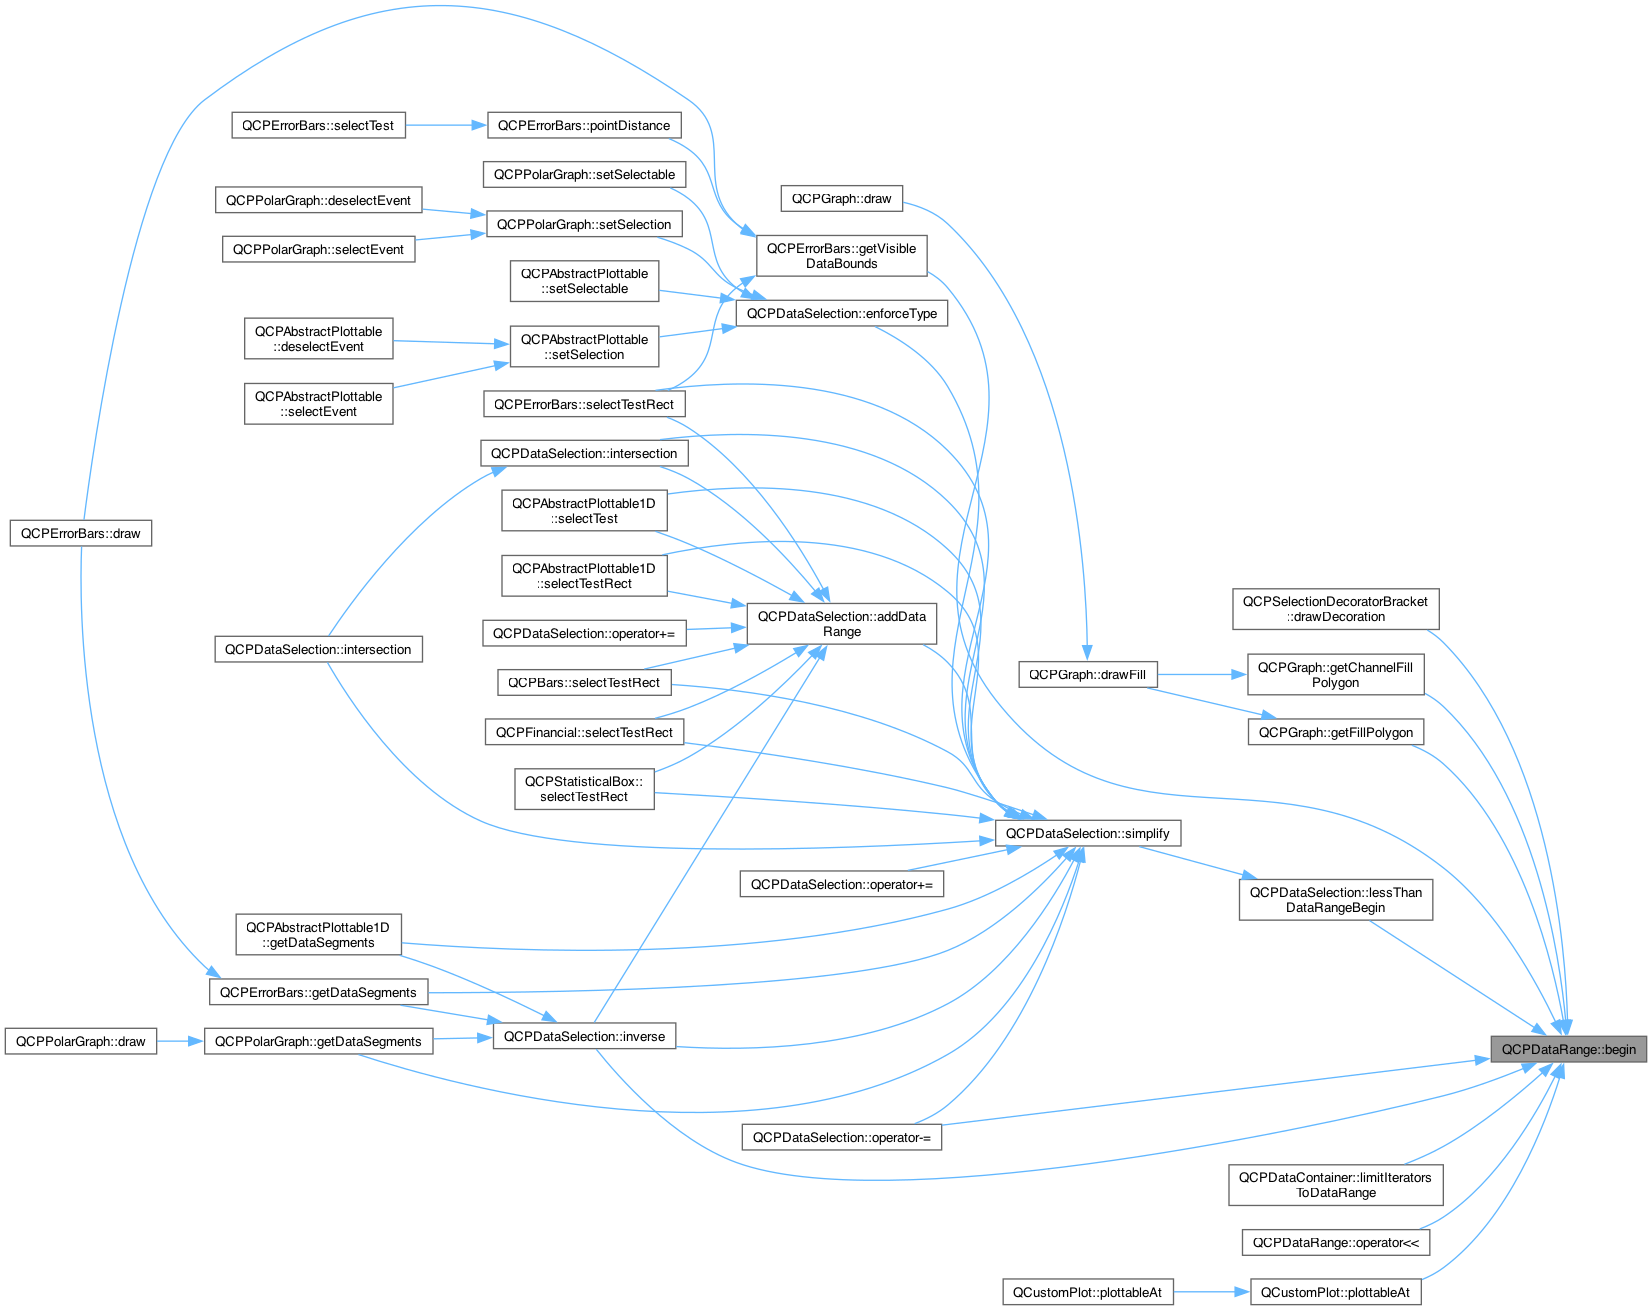 QCPErrorBars::selectTest
QCPErrorBars::pointDistance
QCPPolarGraph::setSelectable
QCPPolarGraph::deselectEvent
QCPGraph::draw
QCPPolarGraph::setSelection
QCPPolarGraph::selectEvent
QCPErrorBars::getVisible
DataBounds
QCPAbstractPlottable
::setSelectable
QCPDataSelection::enforceType
QCPAbstractPlottable
::deselectEvent
QCPAbstractPlottable
::setSelection
QCPAbstractPlottable
::selectEvent
QCPErrorBars::selectTestRect
QCPDataSelection::intersection
QCPAbstractPlottable1D
::selectTest
QCPErrorBars::draw
QCPAbstractPlottable1D
::selectTestRect
QCPDataSelection::addData
Range
QCPSelectionDecoratorBracket
::drawDecoration
QCPDataSelection::operator+=
QCPDataSelection::intersection
QCPGraph::drawFill
QCPGraph::getChannelFill
Polygon
QCPBars::selectTestRect
QCPFinancial::selectTestRect
QCPGraph::getFillPolygon
QCPStatisticalBox::
selectTestRect
QCPDataSelection::simplify
QCPDataSelection::operator+=
QCPDataSelection::lessThan
DataRangeBegin
QCPAbstractPlottable1D
::getDataSegments
QCPErrorBars::getDataSegments
QCPPolarGraph::draw
QCPPolarGraph::getDataSegments
QCPDataSelection::inverse
QCPDataRange::begin
QCPDataSelection::operator-=
QCPDataContainer::limitIterators
ToDataRange
QCPDataRange::operator<<
QCustomPlot::plottableAt
QCustomPlot::plottableAt